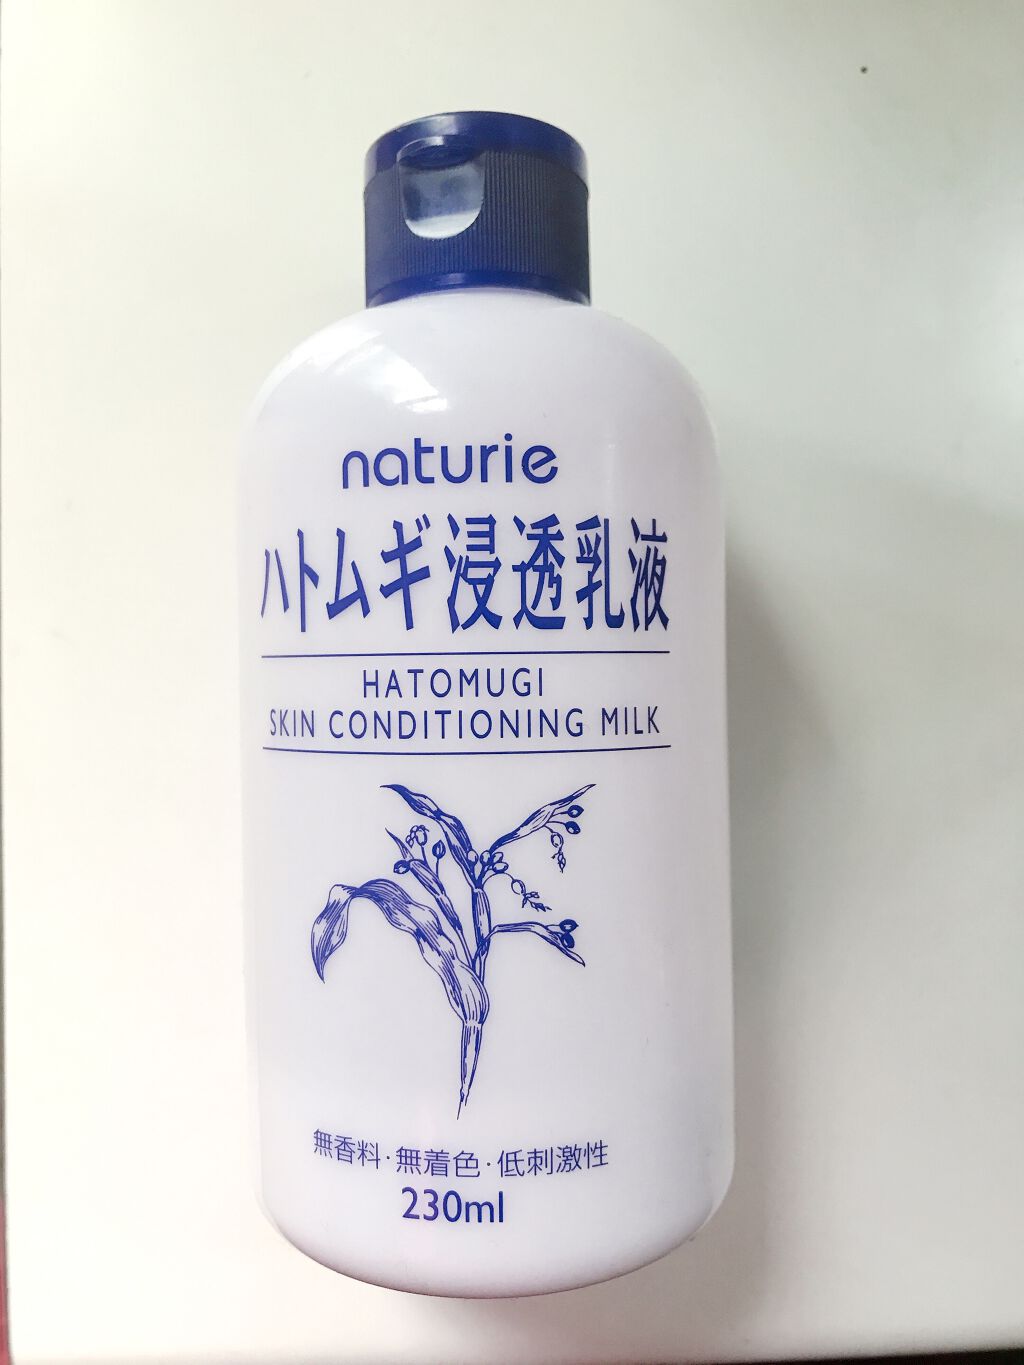 naturie
ハトムギ浸透乳液
HATOMUGI
SKIN CONDITIONING MILK
無香料・無着色・低刺激性
230ml